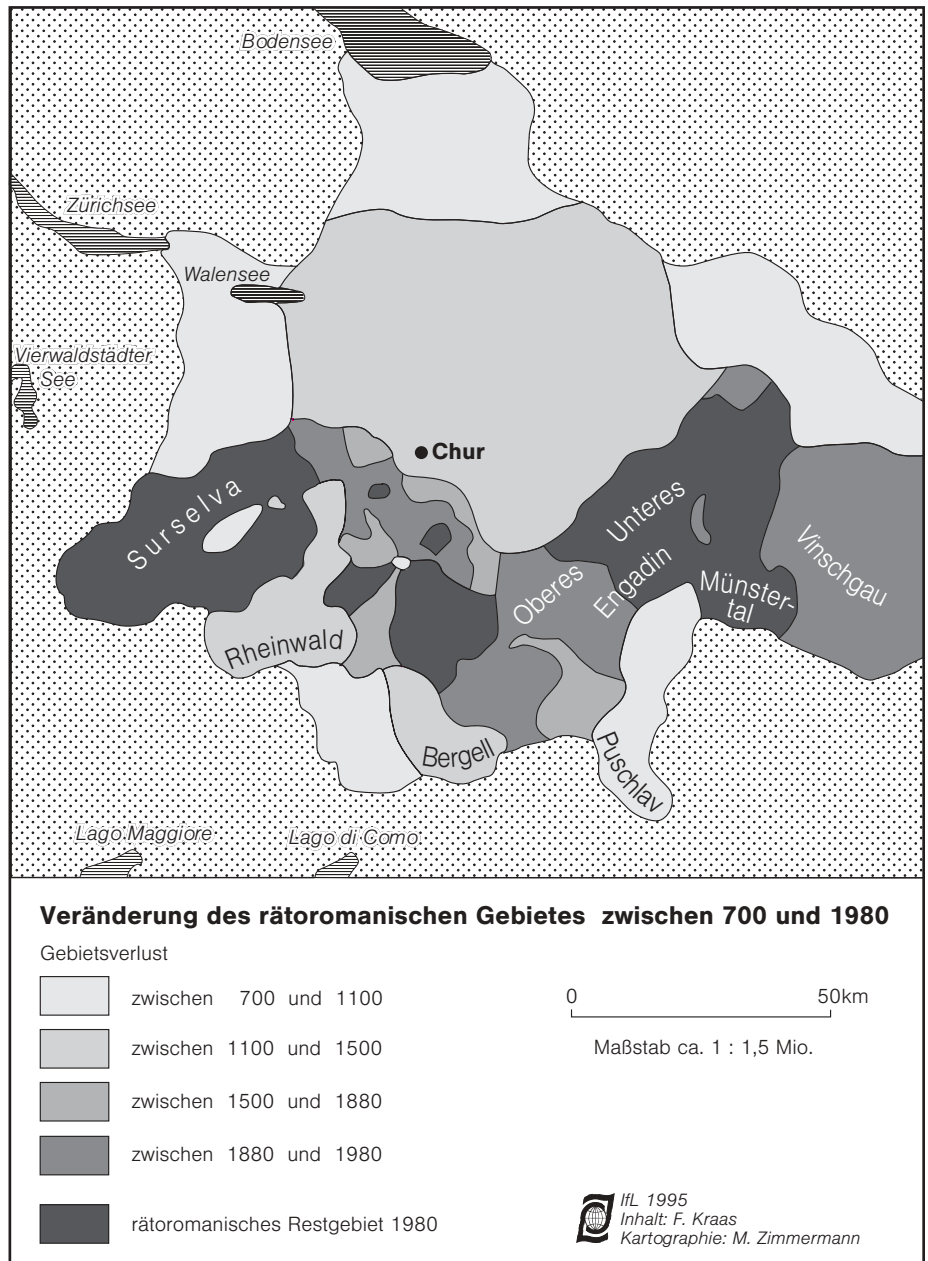 Bodensee
Zürichsee
Walensee
Vierwaldstädter
See
Chur
Surselva
Unteres
Engadin
Oberes
Münster-
tal
Vinschgau
Rheinwald
Bergell
Puschlav
Lago Maggiore
Lago di Como
Veränderung des rätoromanischen Gebietes zwischen 700 und 1980
Gebietsverlust
zwischen 700 und 1100
zwischen 1100 und 1500
zwischen 1500 und 1880
zwischen 1880 und 1980
rätoromanisches Restgebiet 1980
0 50km
Maßstab ca. 1 : 1,5 Mio.
IfL 1995
Inhalt: F. Kraas
Kartographie: M. Zimmermann